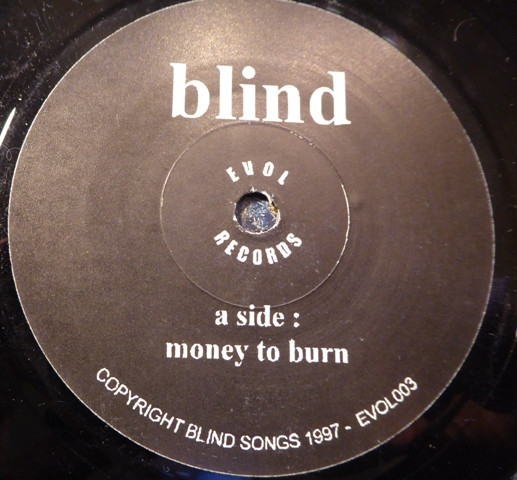 blind
EVOL
RECORDS
a side :
money to burn
COPYRIGHT BLIND SONGS 1997 - EVOL003